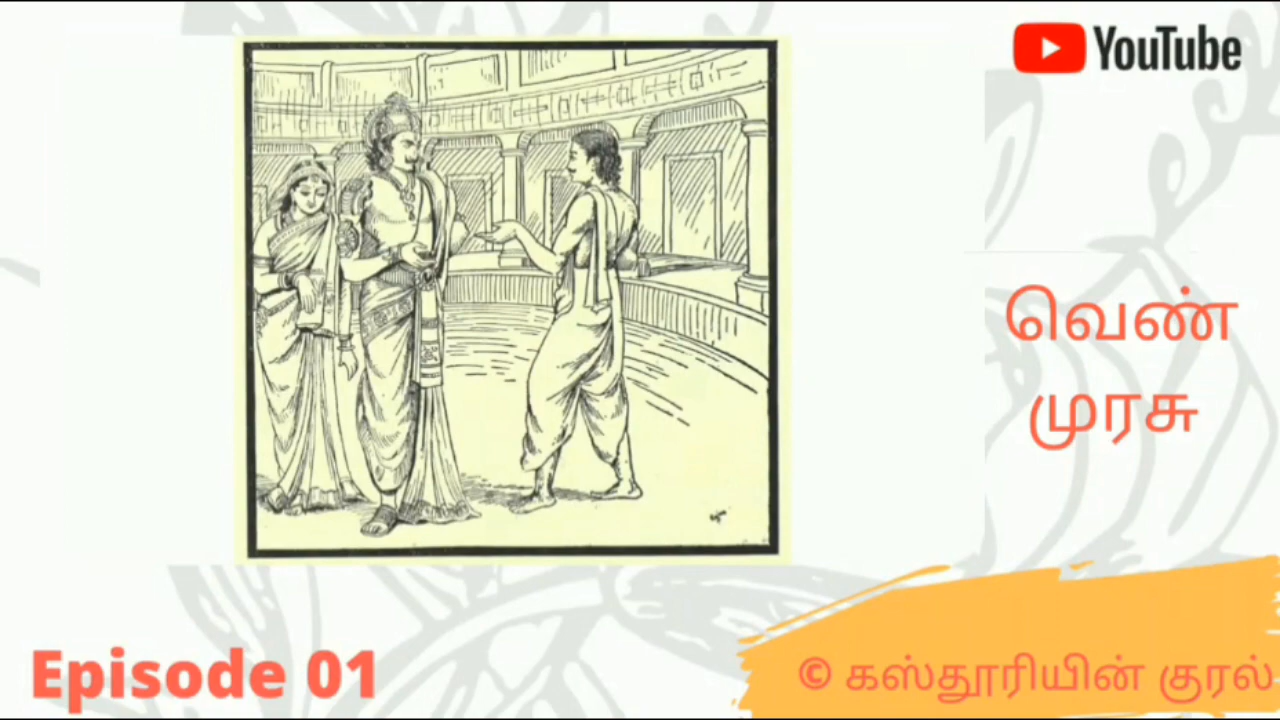 YouTube
வெண்
முரசு
Episode 01
© கஸ்தூரியின் குரல்